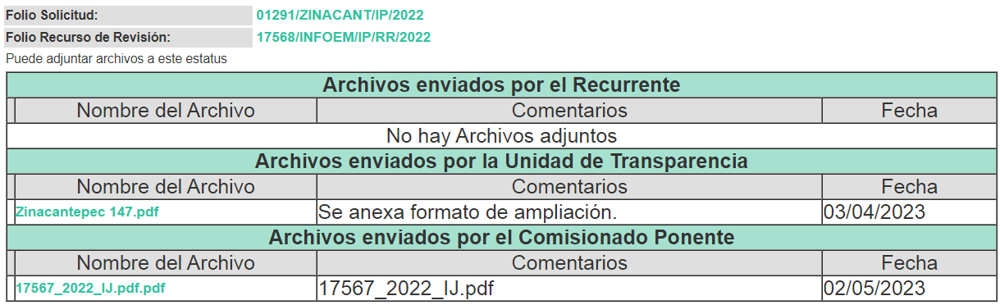 Folio Solicitud: 01291/ZINACANT/IP/2022
Folio Recurso de Revisión: 17568/INFOEM/IP/RR/2022
Puede adjuntar archivos a este estatus
Archivos enviados por el Recurrente
Nombre del Archivo Comentarios Fecha
No hay Archivos adjuntos
Archivos enviados por la Unidad de Transparencia
Nombre del Archivo Comentarios Fecha
Zinacantepec 147.pdf Se anexa formato de ampliación. 03/04/2023
Archivos enviados por el Comisionado Ponente
Nombre del Archivo Comentarios Fecha
17567_2022_IJ.pdf.pdf 17567_2022_IJ.pdf 02/05/2023